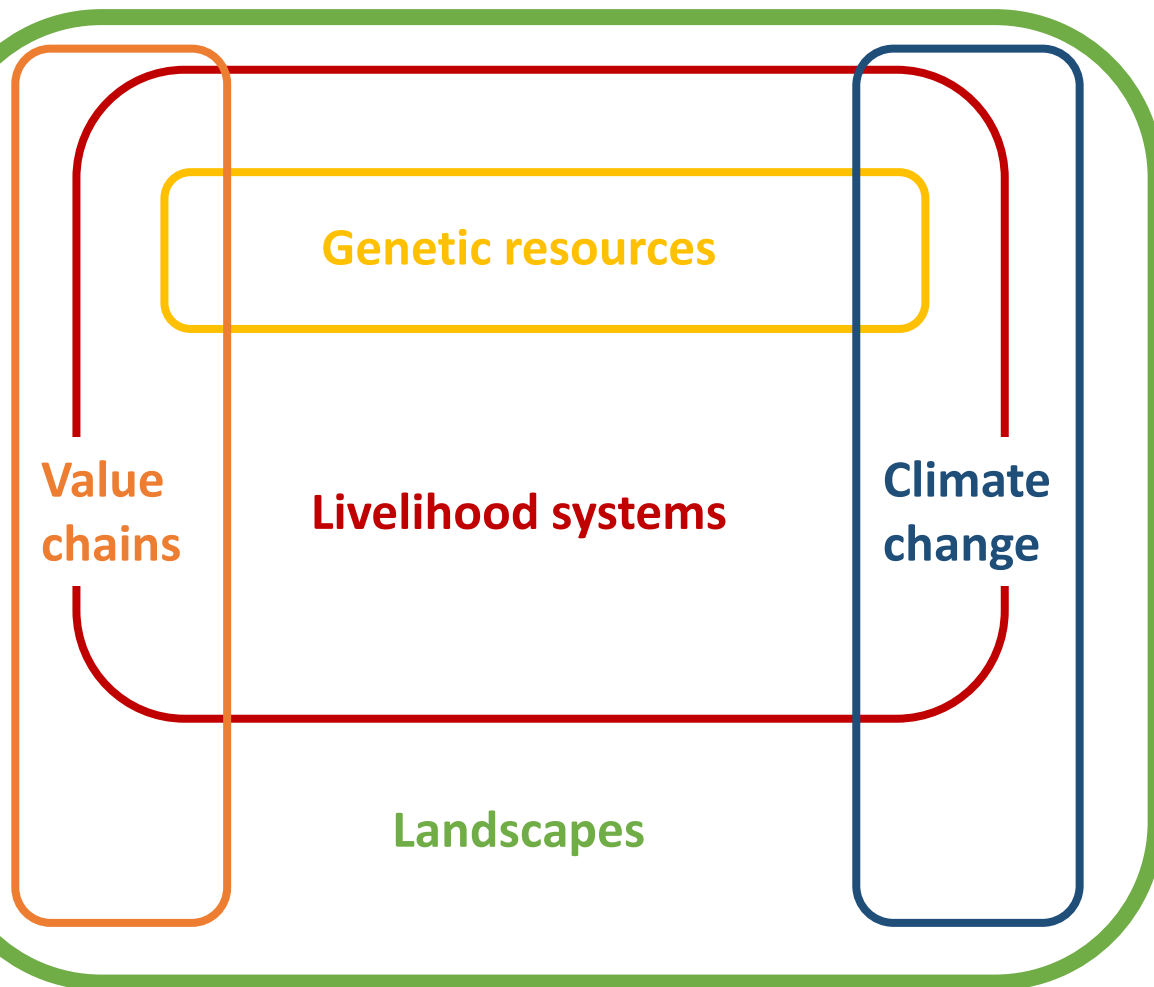 Genetic resources
Value
chains
Livelihood systems
Climate
change
Landscapes